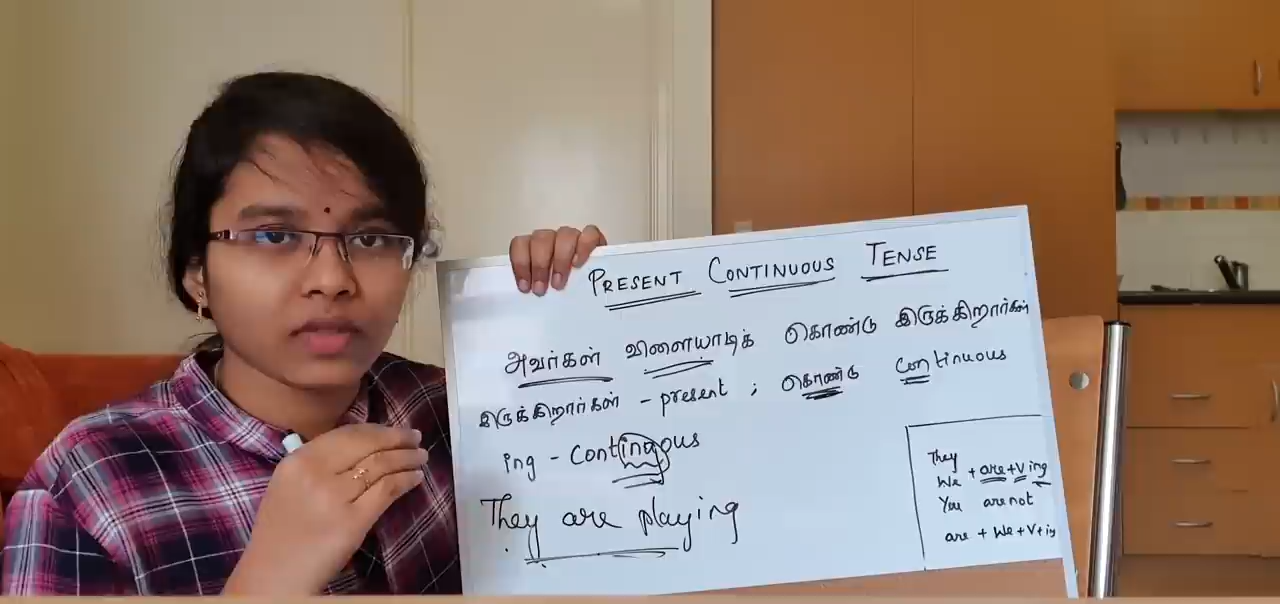 PRESENT CONTINUOUS TENSE
அவர்கள் விளையாடிக் கொண்டு இருக்கிறார்கள்
இருக்கிறார்கள் - present ; கொண்டு continuous
ing - continuous
They are playing
They
We + are + V ing
You are not
are + We + V + in